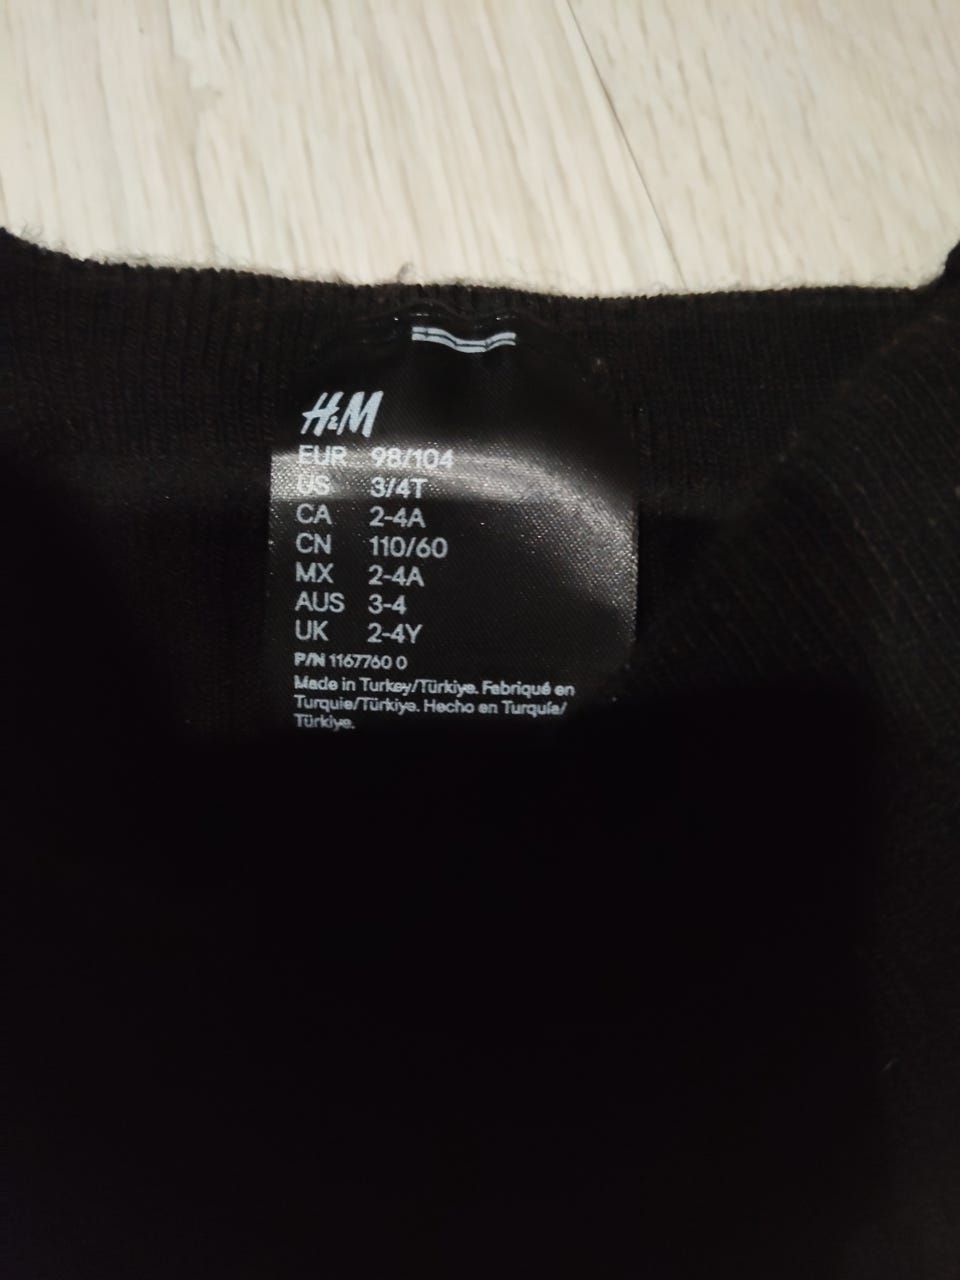 H&M
EUR 98/104
US 3/4T
CA 2-4A
CN 110/60
MX 2-4A
AUS 3-4
UK 2-4Y
P/N 1167760 0
Made in Turkey/Türkiye. Fabriqué en
Turquie/Türkiye. Hecho en Turquía/
Türkiye.